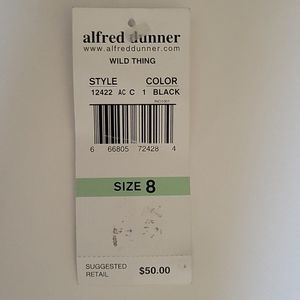 alfred dunner
www.alfreddunner.com
WILD THING
STYLE COLOR
12422 AC C 1 BLACK
6 66805 72428 4
SIZE 8
SUGGESTED
RETAIL $50.00